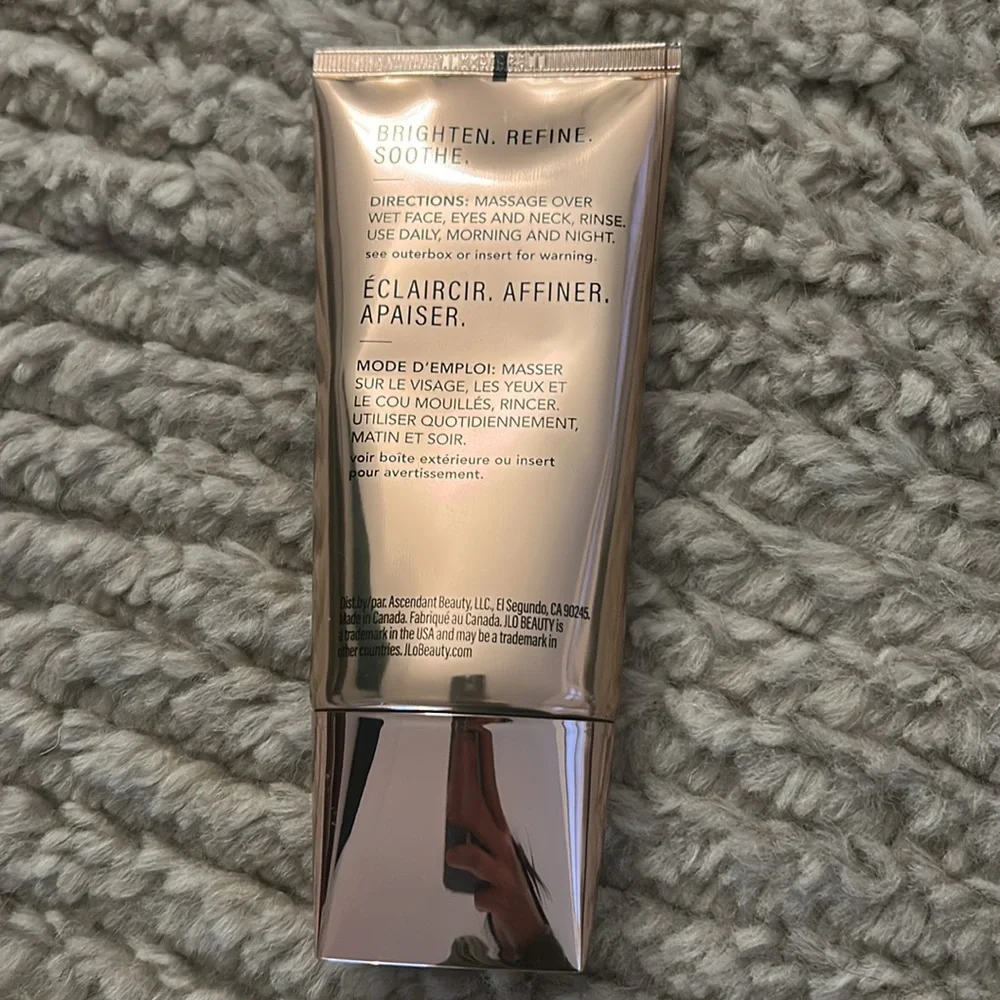 BRIGHTEN. REFINE.
SOOTHE.
DIRECTIONS: MASSAGE OVER
WET FACE, EYES AND NECK, RINSE.
USE DAILY, MORNING AND NIGHT.
see outerbox or insert for warning.
ÉCLAIRCIR. AFFINER.
APAISER.
MODE D'EMPLOI: MASSER
SUR LE VISAGE, LES YEUX ET
LE COU MOUILLÉS, RINCER.
UTILISER QUOTIDIENNEMENT,
MATIN ET SOIR.
voir boîte extérieure ou insert
pour avertissement.
Dist.by/par. Ascendant Beauty, LLC., El Segundo, CA 90245.
Made in Canada. Fabriqué au Canada. JLO BEAUTY is
a trademark in the USA and may be a trademark in
other countries. JLoBeauty.com